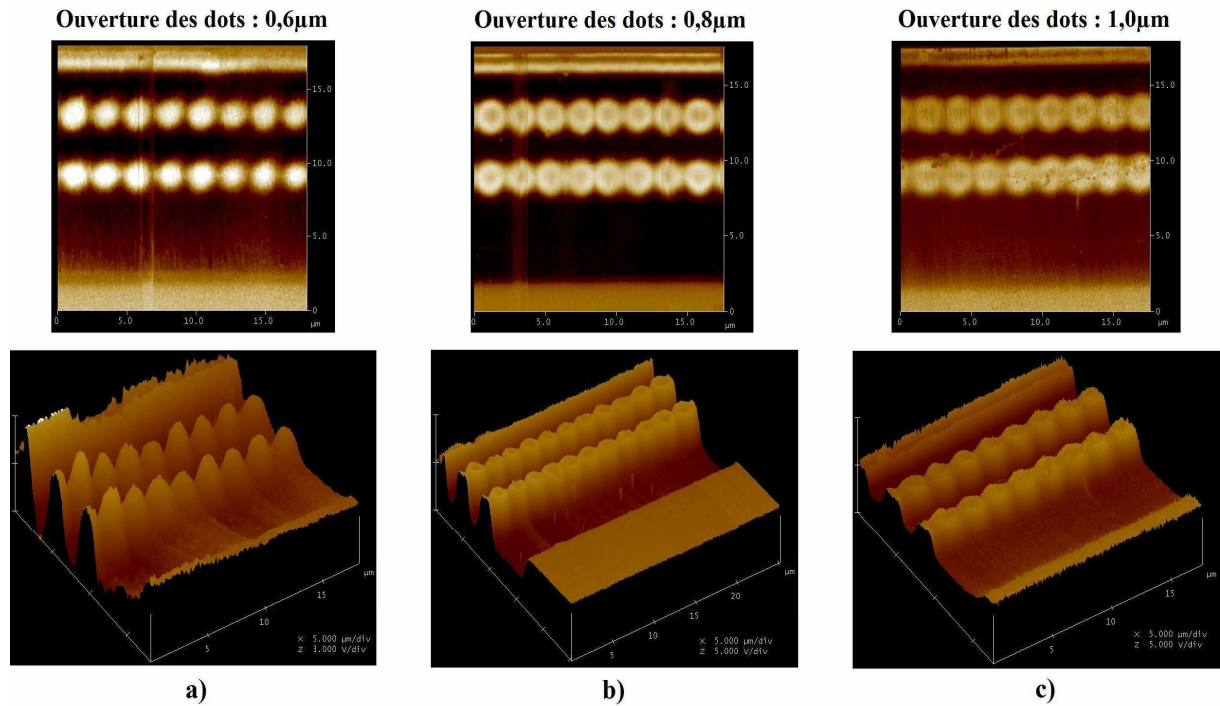 Ouverture des dots : 0,6µm
Ouverture des dots : 0,8µm
Ouverture des dots : 1,0µm
15.0
10.0
5.0
0
0
5.0
10.0
15.0
µm
15.0
10.0
5.0
0
0
5.0
10.0
15.0
µm
15.0
10.0
5.0
0
0
5.0
10.0
15.0
µm
µm
15
10
5
X 5.000 µm/div
Z 3.000 V/div
µm
20
15
10
5
X 5.000 µm/div
Z 5.000 V/div
µm
15
10
5
X 5.000 µm/div
Z 5.000 V/div
a)
b)
c)